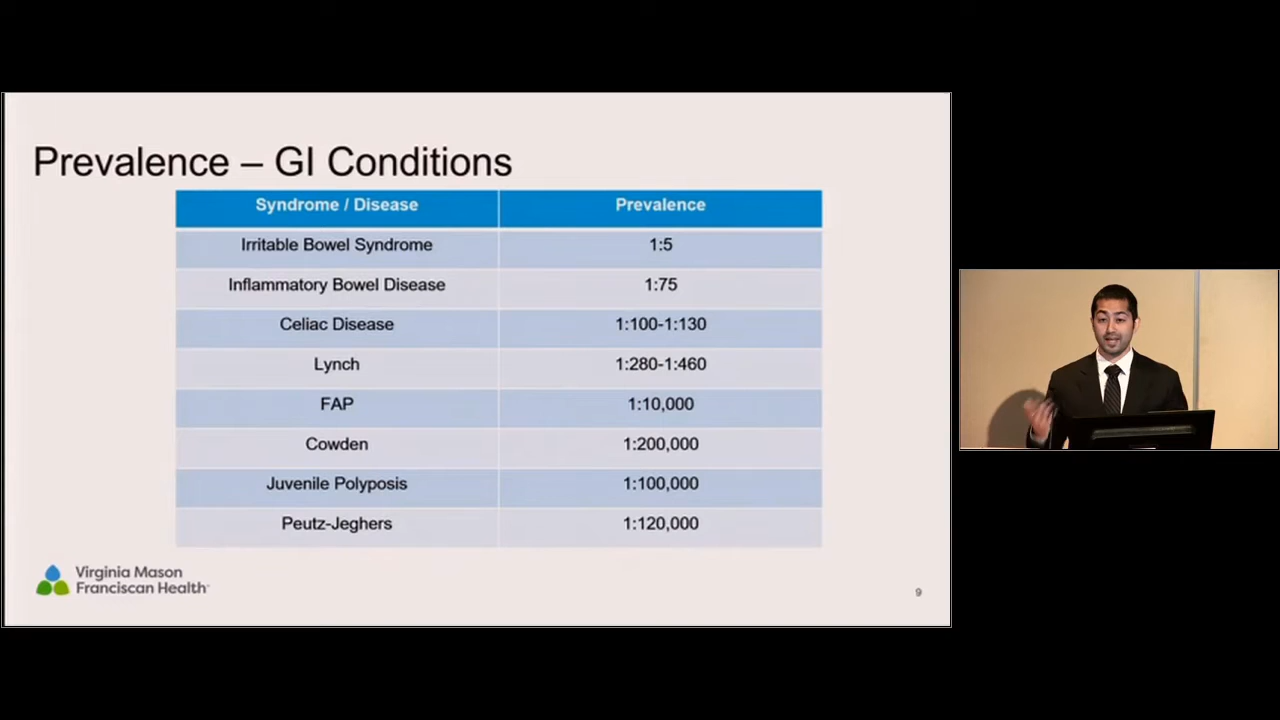 Prevalence – GI Conditions
Syndrome / Disease Prevalence
Irritable Bowel Syndrome 1:5
Inflammatory Bowel Disease 1:75
Celiac Disease 1:100-1:130
Lynch 1:280-1:460
FAP 1:10,000
Cowden 1:200,000
Juvenile Polyposis 1:100,000
Peutz-Jeghers 1:120,000
Virginia Mason
Franciscan Health
9